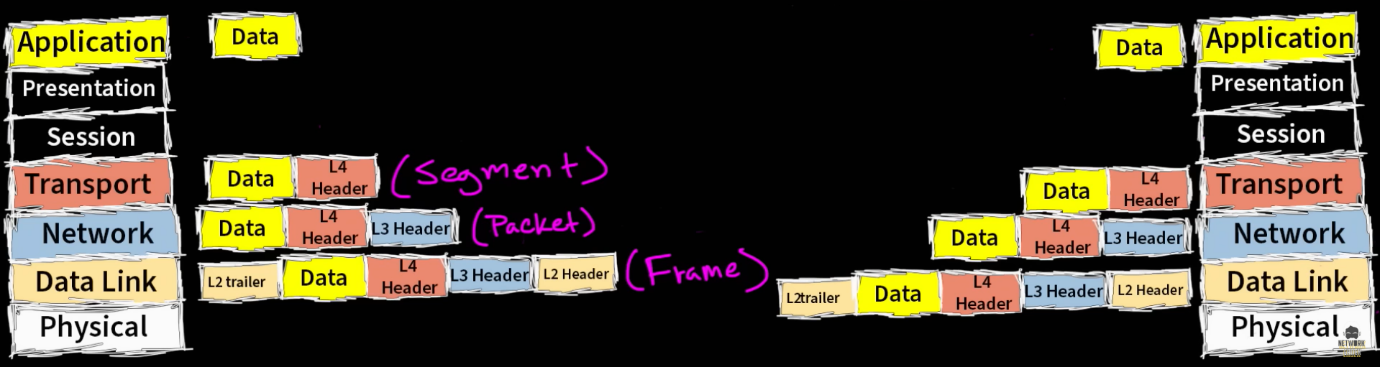 Application Data Data Application
Presentation Presentation
Session Session
Transport Data L4 Header (Segment) Data L4 Header Transport
Network Data L4 Header L3 Header (Packet) Data L4 Header L3 Header Network
Data Link L2 trailer Data L4 Header L3 Header L2 Header (Frame) L2trailer Data L4 Header L3 Header L2 Header Data Link
Physical Physical
NETWORK